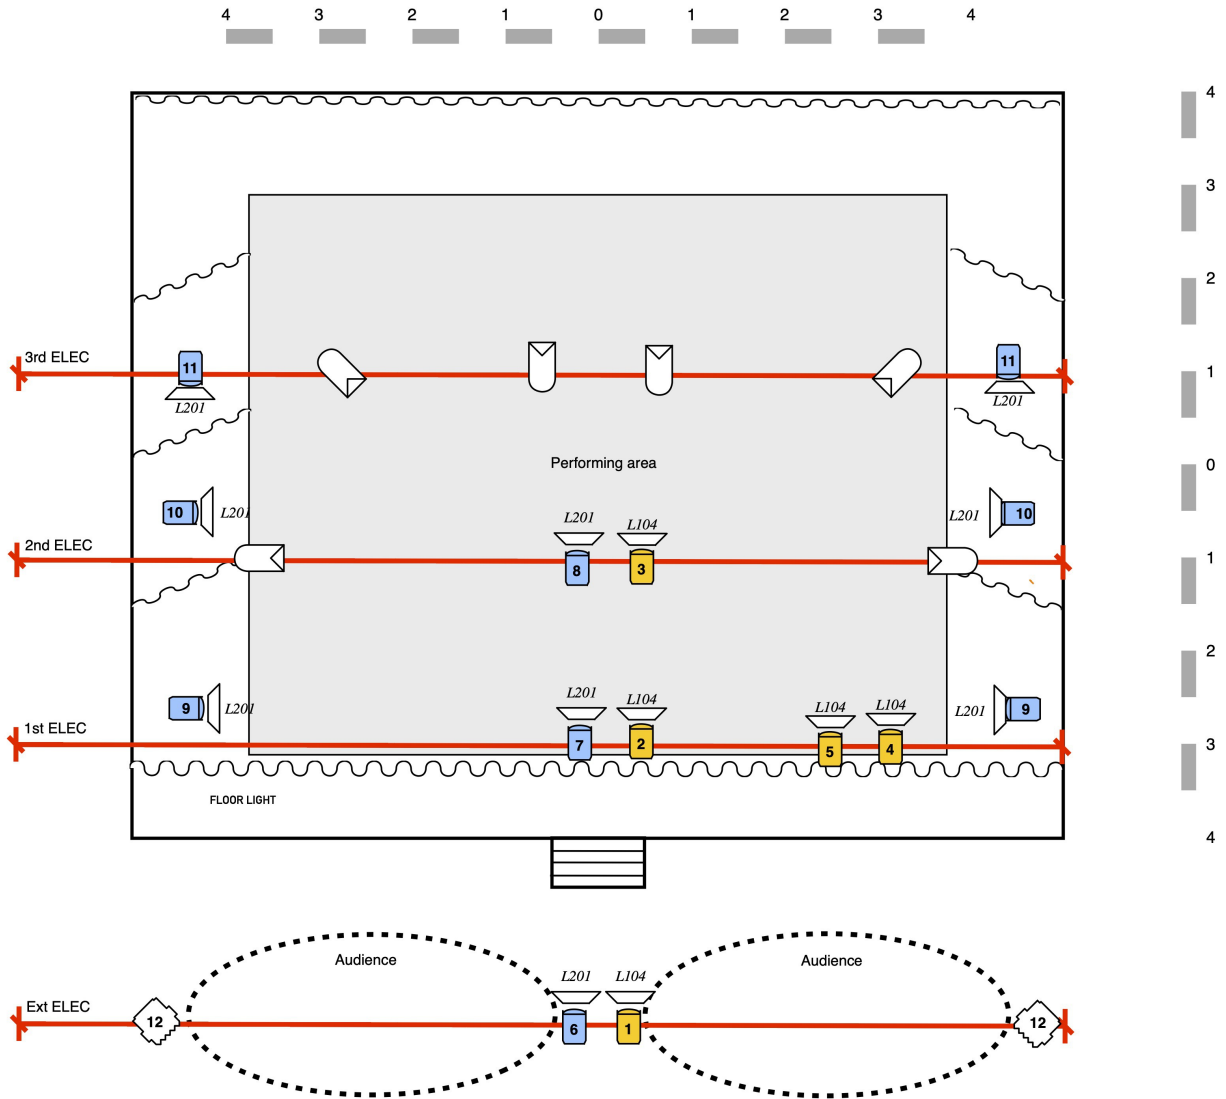 4 3 2 1 0 1 2 3 4
4
3
2
3rd ELEC
11
11
1
L201
L201
Performing area
0
10
L201
L201
10
L201
L104
2nd ELEC
8
3
1
2
L201
L104
9
L201
L104
L104
L201
9
1st ELEC
7
2
5
4
3
FLOOR LIGHT
4
Audience
Audience
L201
L104
Ext ELEC
12
6
1
12